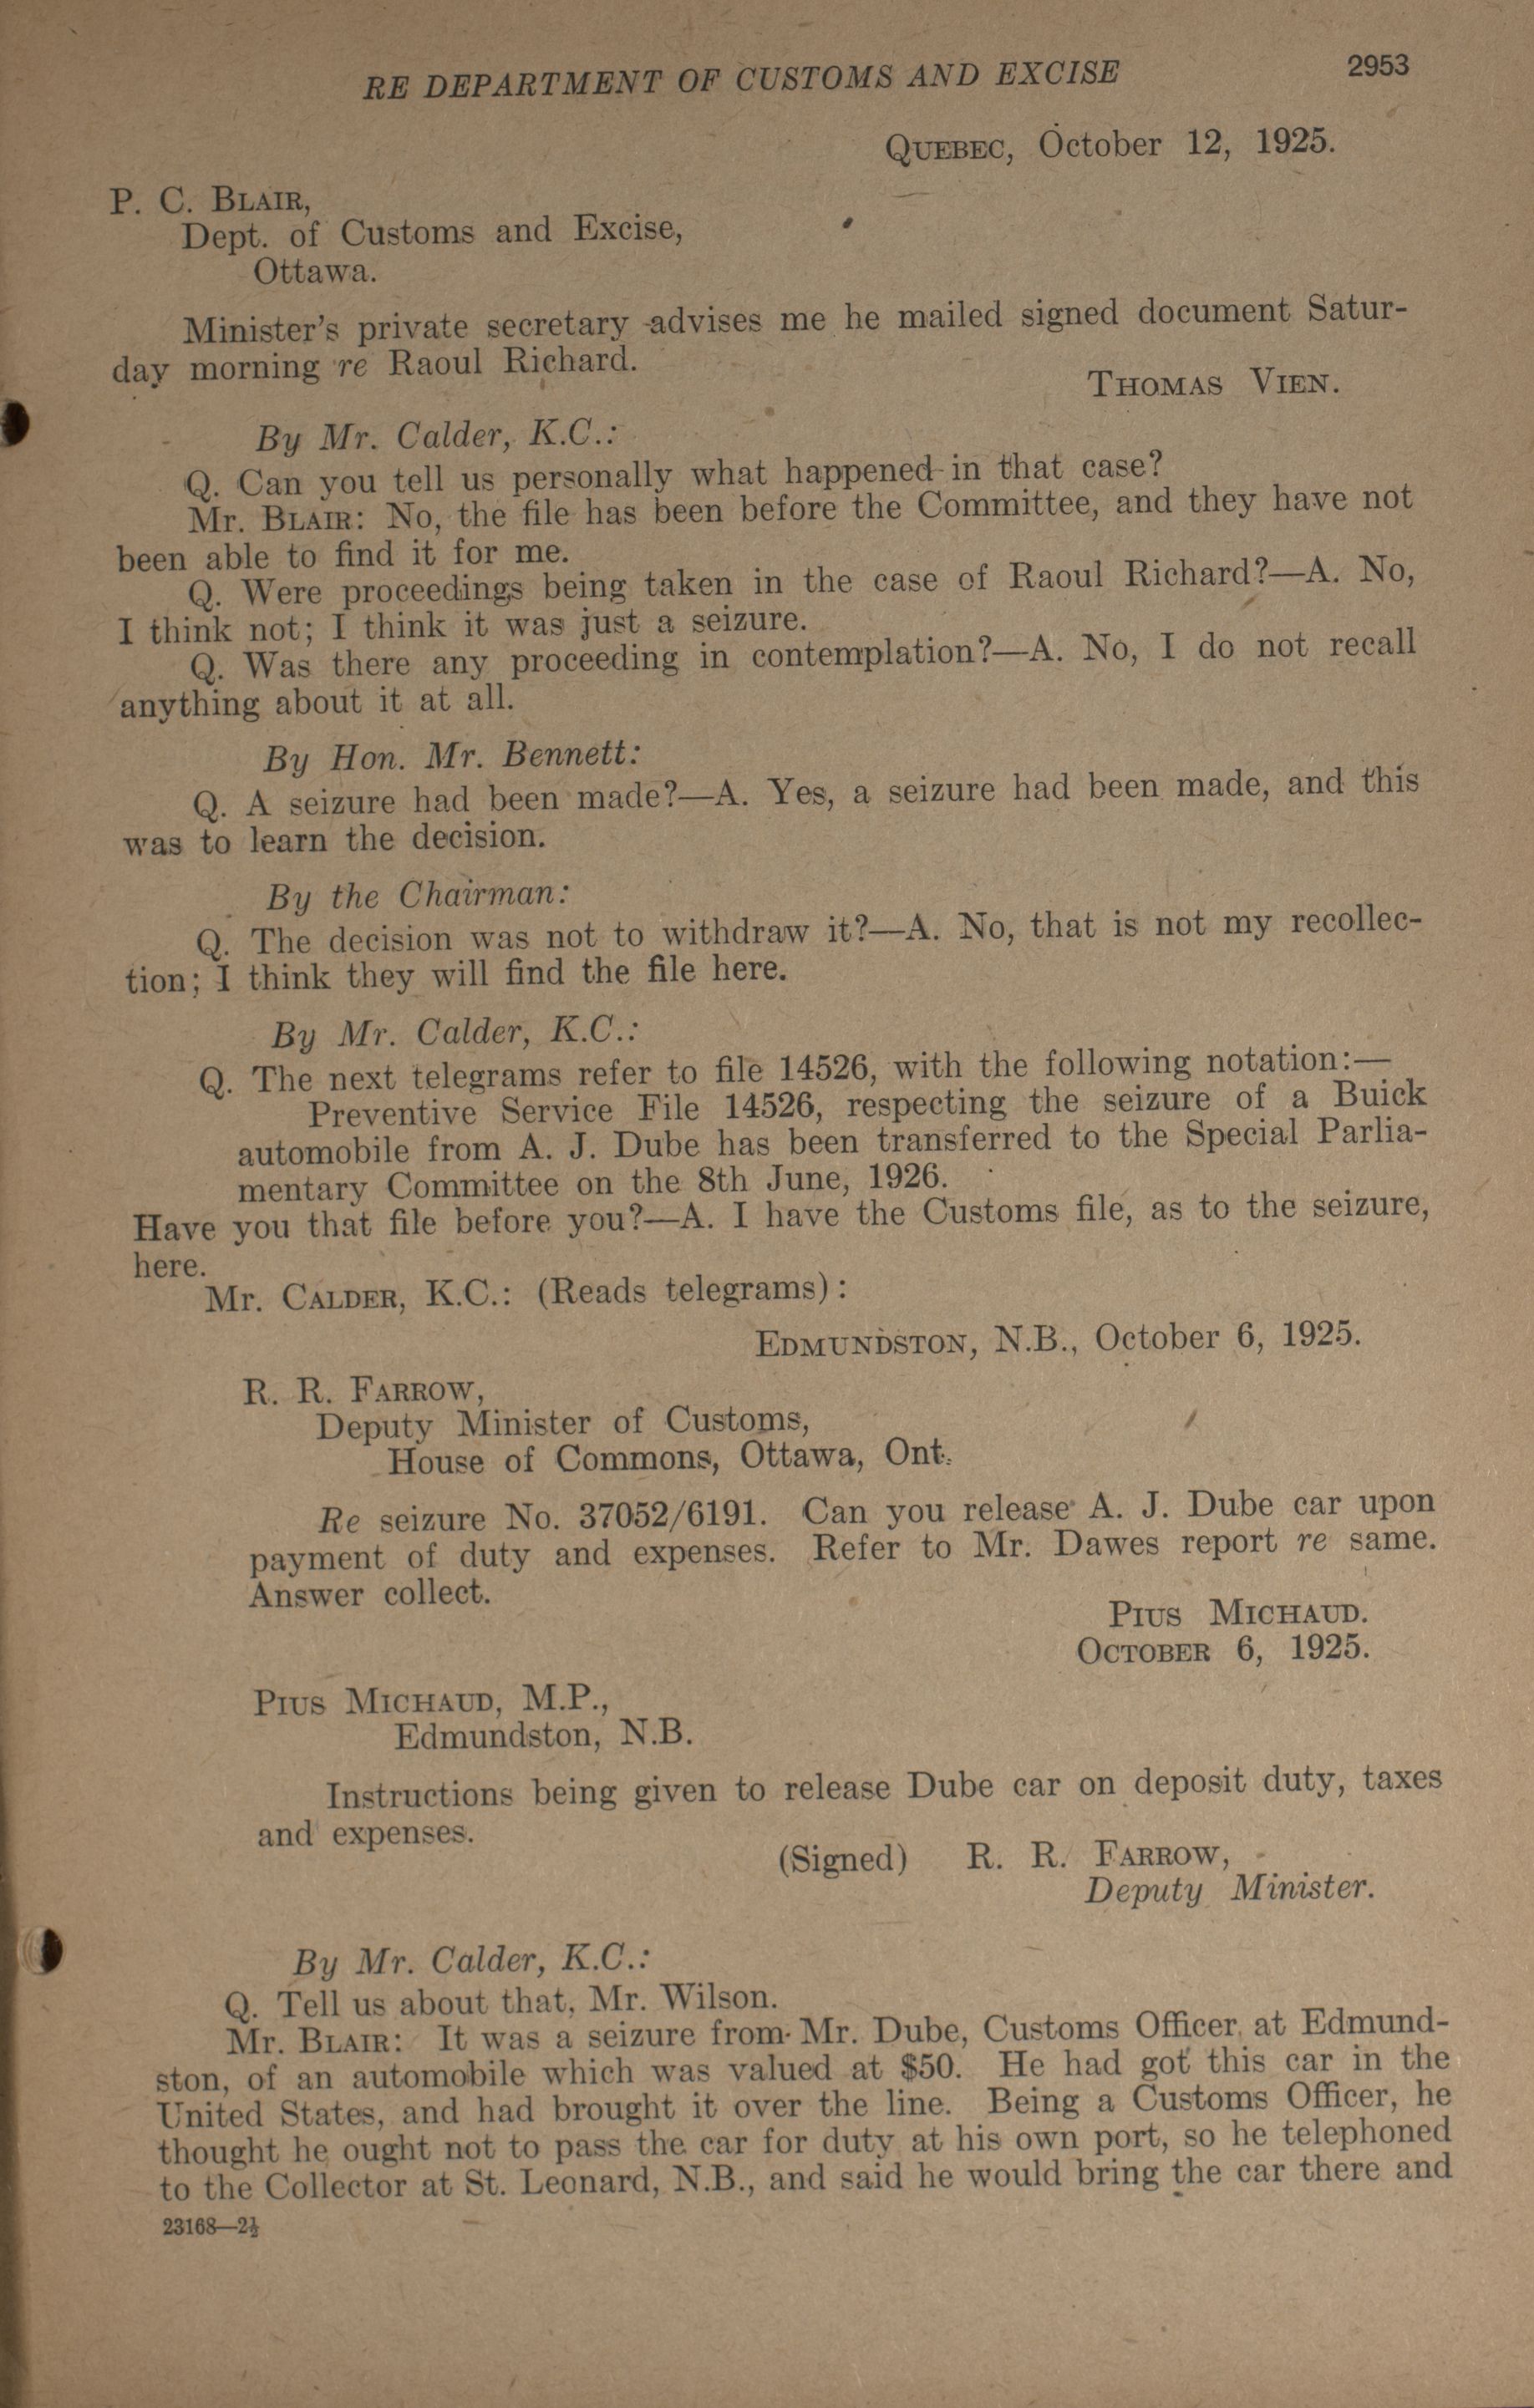 RE DEPARTMENT OF CUSTOMS AND EXCISE 2953
QUEBEC, October 12, 1925.
P. C. BLAIR,
Dept. of Customs and Excise,
Ottawa.
Minister's private secretary advises me he mailed signed document Satur-
day morning re Raoul Richard.
THOMAS VIEN.
By Mr. Calder, K.C.:
Q. Can you tell us personally what happened in that case?
Mr. BLAIR: No, the file has been before the Committee, and they have not
been able to find it for me.
Q. Were proceedings being taken in the case of Raoul Richard?—A. No,
I think not; I think it was just a seizure.
Q. Was there any proceeding in contemplation?—A. No, I do not recall
anything about it at all.
By Hon. Mr. Bennett:
Q. A seizure had been made?—A. Yes, a seizure had been made, and this
was to learn the decision.
By the Chairman:
Q. The decision was not to withdraw it?—A. No, that is not my recollec-
tion; I think they will find the file here.
By Mr. Calder, K.C.:
Q. The next telegrams refer to file 14526, with the following notation:—
Preventive Service File 14526, respecting the seizure of a Buick
automobile from A. J. Dube has been transferred to the Special Parlia-
mentary Committee on the 8th June, 1926.
Have you that file before you?—A. I have the Customs file, as to the seizure,
here.
Mr. CALDER, K.C.: (Reads telegrams):
EDMUNDSTON, N.B., October 6, 1925.
R. R. FARROW,
Deputy Minister of Customs,
House of Commons, Ottawa, Ont.
Re seizure No. 37052/6191. Can you release A. J. Dube car upon
payment of duty and expenses. Refer to Mr. Dawes report re same.
Answer collect.
PIUS MICHAUD.
OCTOBER 6, 1925.
PIUS MICHAUD, M.P.,
Edmundston, N.B.
Instructions being given to release Dube car on deposit duty, taxes
and expenses.
(Signed) R. R. FARROW,
Deputy Minister.
By Mr. Calder, K.C.:
Q. Tell us about that, Mr. Wilson.
Mr. BLAIR: It was a seizure from Mr. Dube, Customs Officer at Edmund-
ston, of an automobile which was valued at $50. He had got this car in the
United States, and had brought it over the line. Being a Customs Officer, he
thought he ought not to pass the car for duty at his own port, so he telephoned
to the Collector at St. Leonard, N.B., and said he would bring the car there and
23168—2½